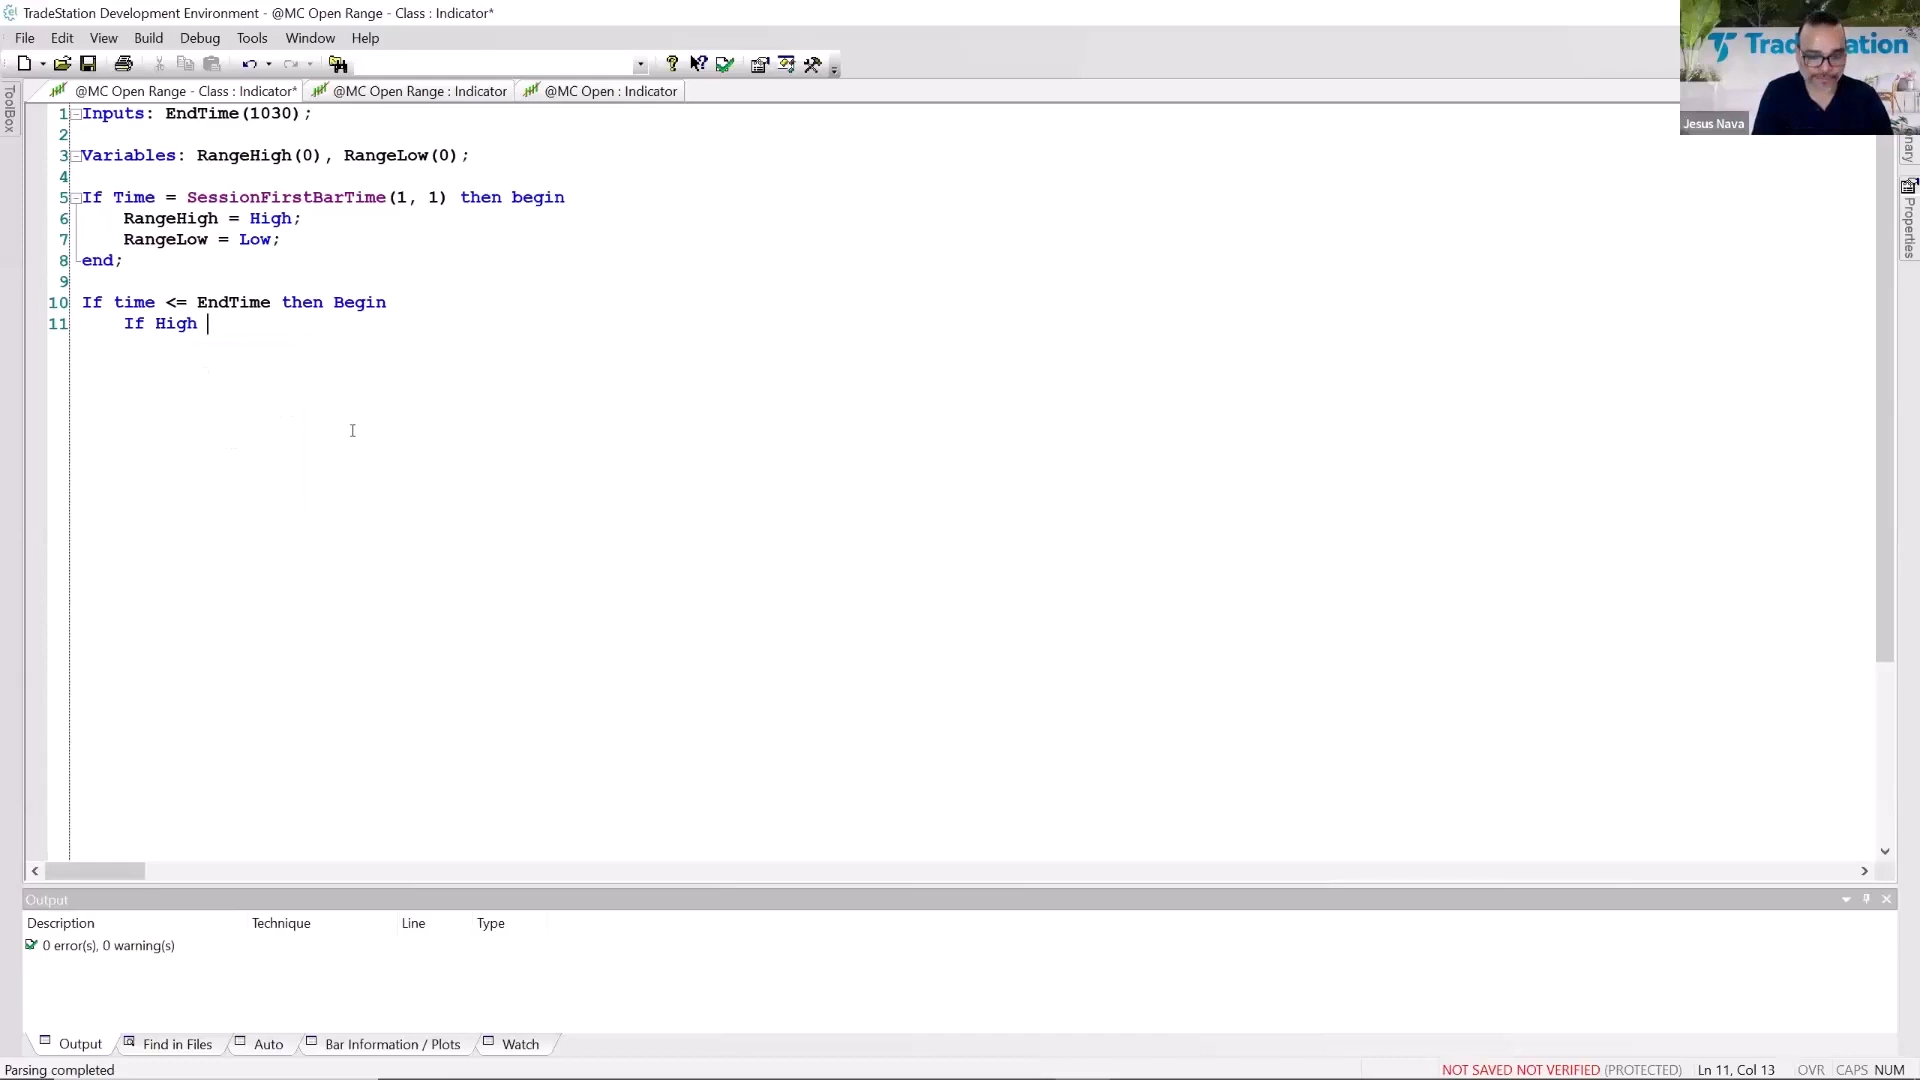 TradeStation Development Environment - @MC Open Range - Class : Indicator*
File Edit View Build Debug Tools Window Help
@MC Open Range - Class : Indicator* @MC Open Range : Indicator @MC Open : Indicator
ToolBox
1 Inputs: EndTime(1030);
2
3 Variables: RangeHigh(0), RangeLow(0);
4
5 If Time = SessionFirstBarTime(1, 1) then begin
6 RangeHigh = High;
7 RangeLow = Low;
8 end;
9
10 If time <= EndTime then Begin
11 If High
Jesus Nava
Properties
Output
Description Technique Line Type
0 error(s), 0 warning(s)
Output Find in Files Auto Bar Information / Plots Watch
Parsing completed NOT SAVED NOT VERIFIED (PROTECTED) Ln 11, Col 13 OVR CAPS NUM